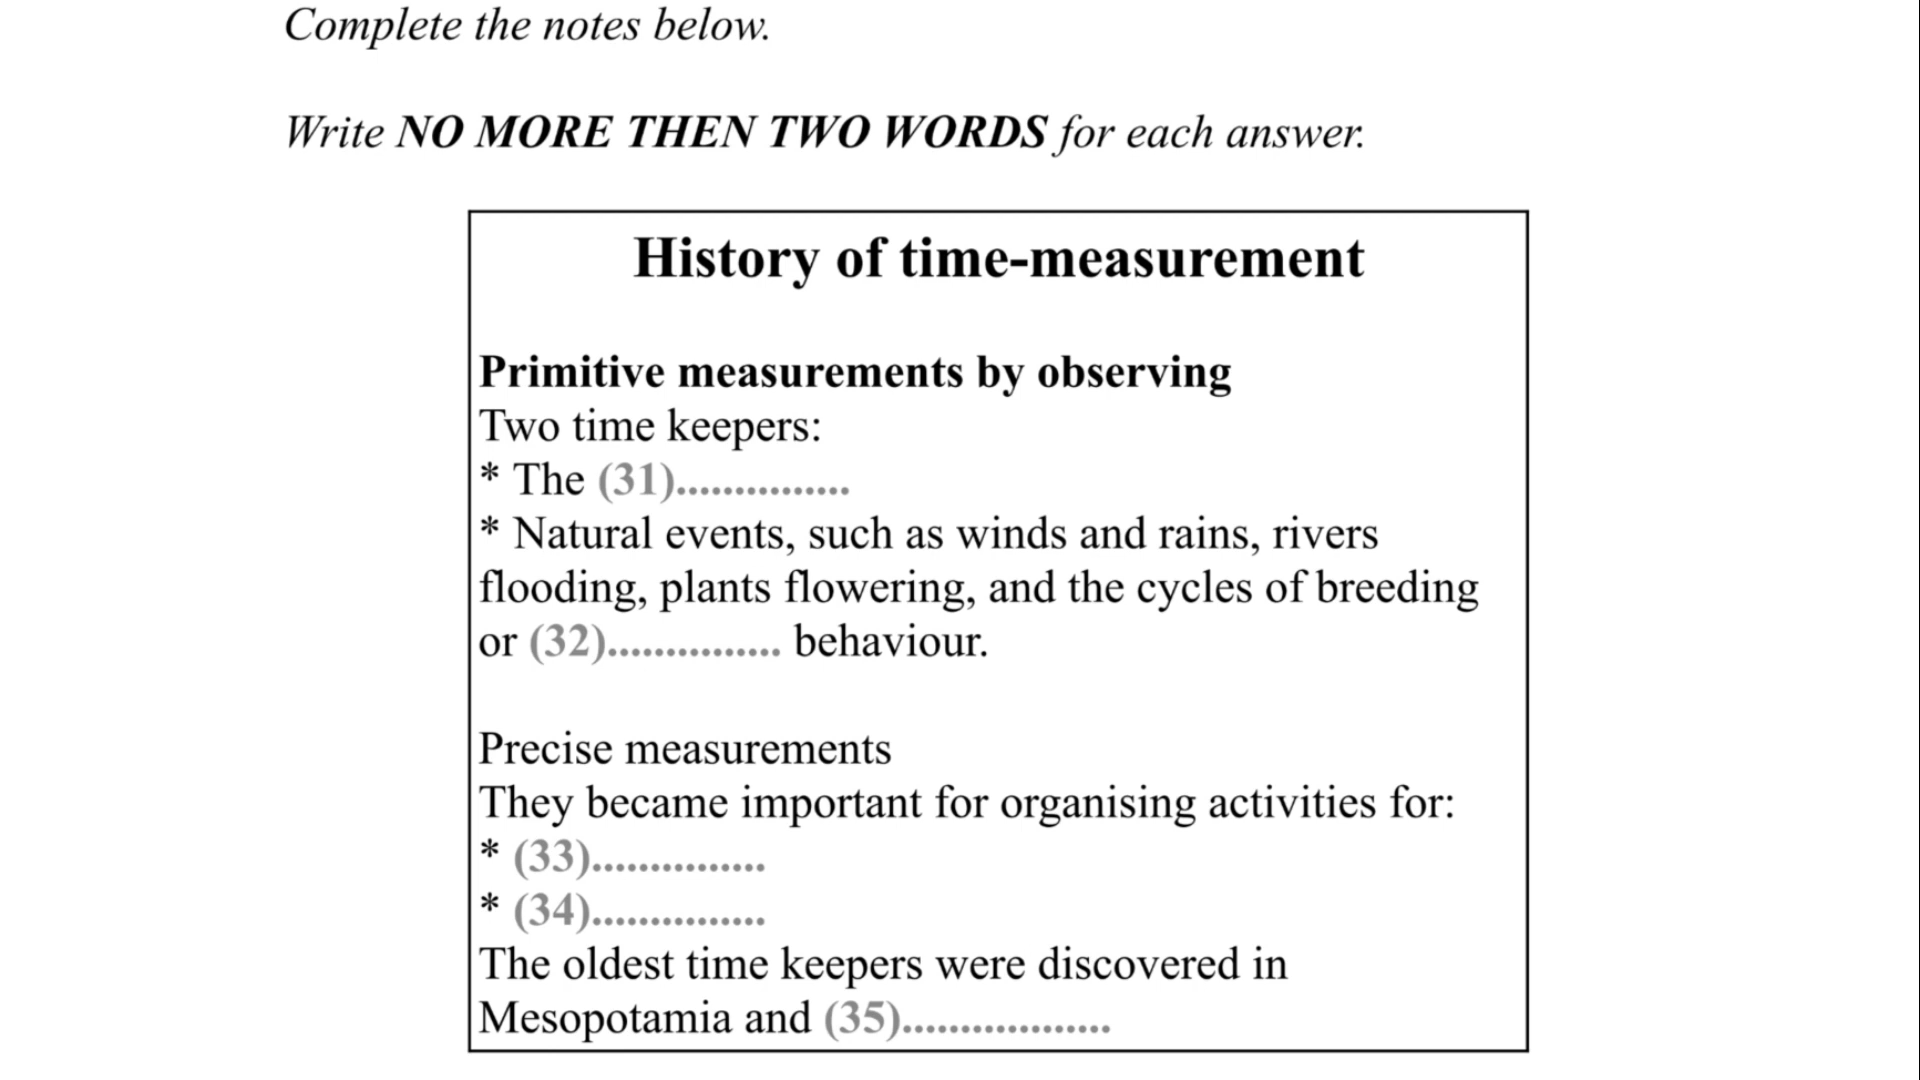 Complete the notes below.
Write NO MORE THEN TWO WORDS for each answer.
History of time-measurement
Primitive measurements by observing
Two time keepers:
* The (31)...............
* Natural events, such as winds and rains, rivers
flooding, plants flowering, and the cycles of breeding
or (32)............... behaviour.
Precise measurements
They became important for organising activities for:
* (33)...............
* (34)...............
The oldest time keepers were discovered in
Mesopotamia and (35)..................